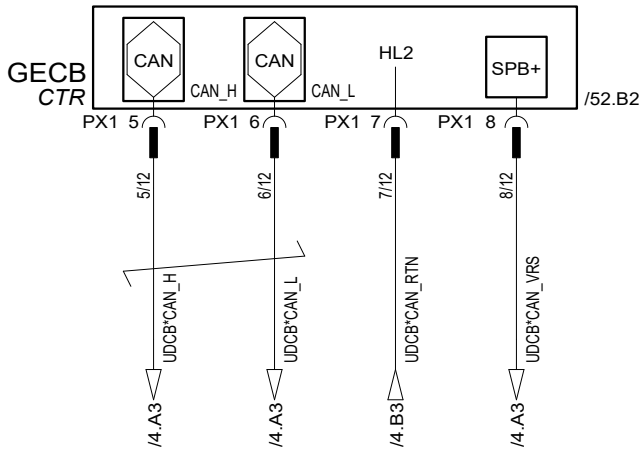 CAN
CAN
HL2
SPB+
GECB
CTR
CAN_H
CAN_L
/52.B2
PX1 5
PX1 6
PX1 7
PX1 8
5/12
6/12
7/12
8/12
UDCB*CAN_H
UDCB*CAN_L
UDCB*CAN_RTN
UDCB*CAN_VRS
/4.A3
/4.A3
/4.B3
/4.A3